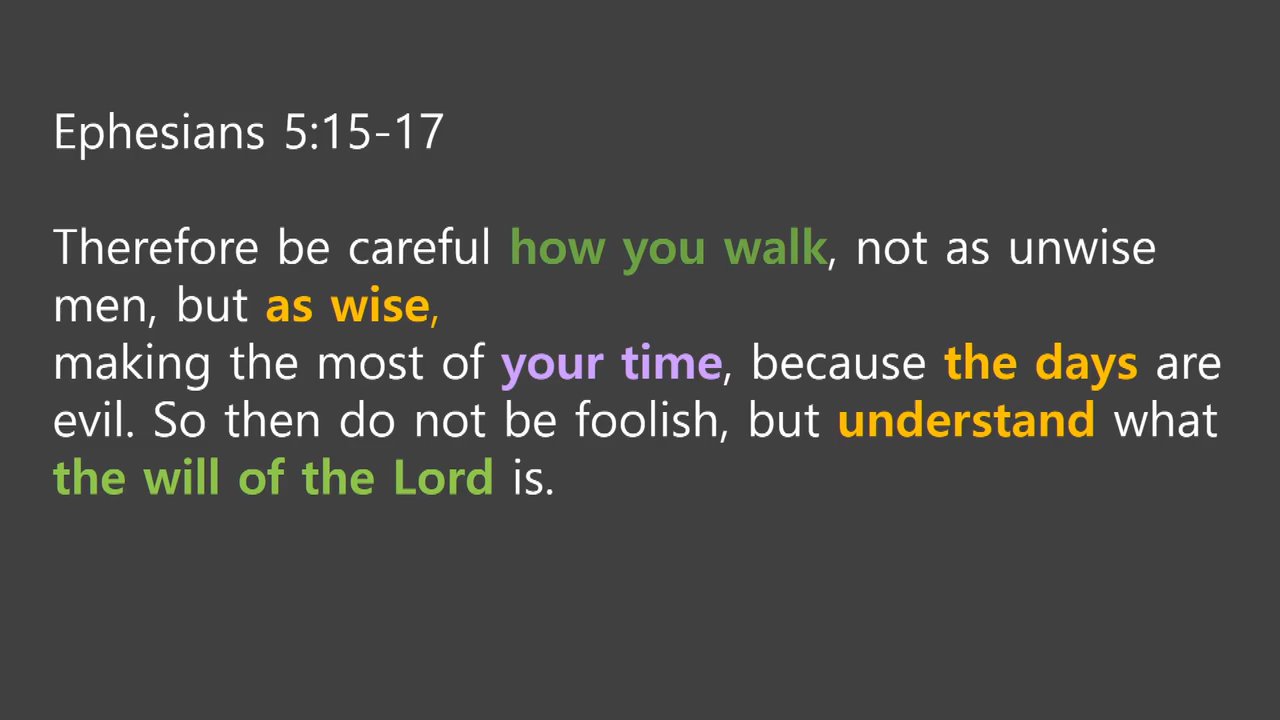 Ephesians 5:15-17
Therefore be careful how you walk, not as unwise
men, but as wise,
making the most of your time, because the days are
evil. So then do not be foolish, but understand what
the will of the Lord is.